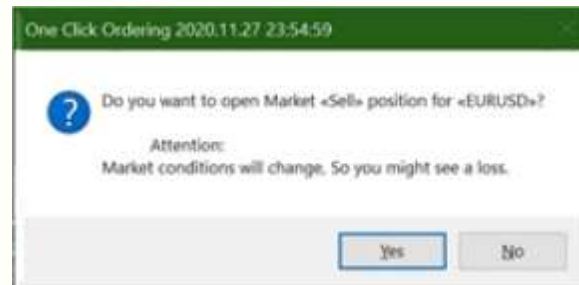 One Click Ordering 2020.11.27 23:54:59
Do you want to open Market «Sell» position for «EURUSD»?
Attention:
Market conditions will change. So you might see a loss.
Yes
No